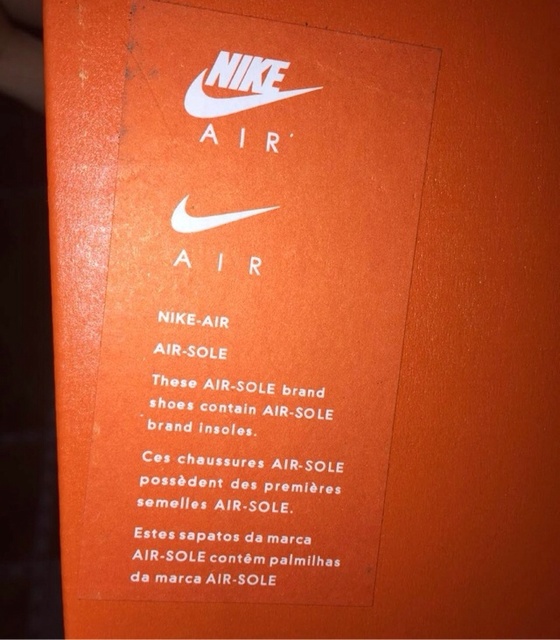 NIKE
AIR
AIR
NIKE-AIR
AIR-SOLE
These AIR-SOLE brand
shoes contain AIR-SOLE
brand insoles.
Ces chaussures AIR-SOLE
possèdent des premières
semelles AIR-SOLE.
Estes sapatos da marca
AIR-SOLE contêm palmilhas
da marca AIR-SOLE